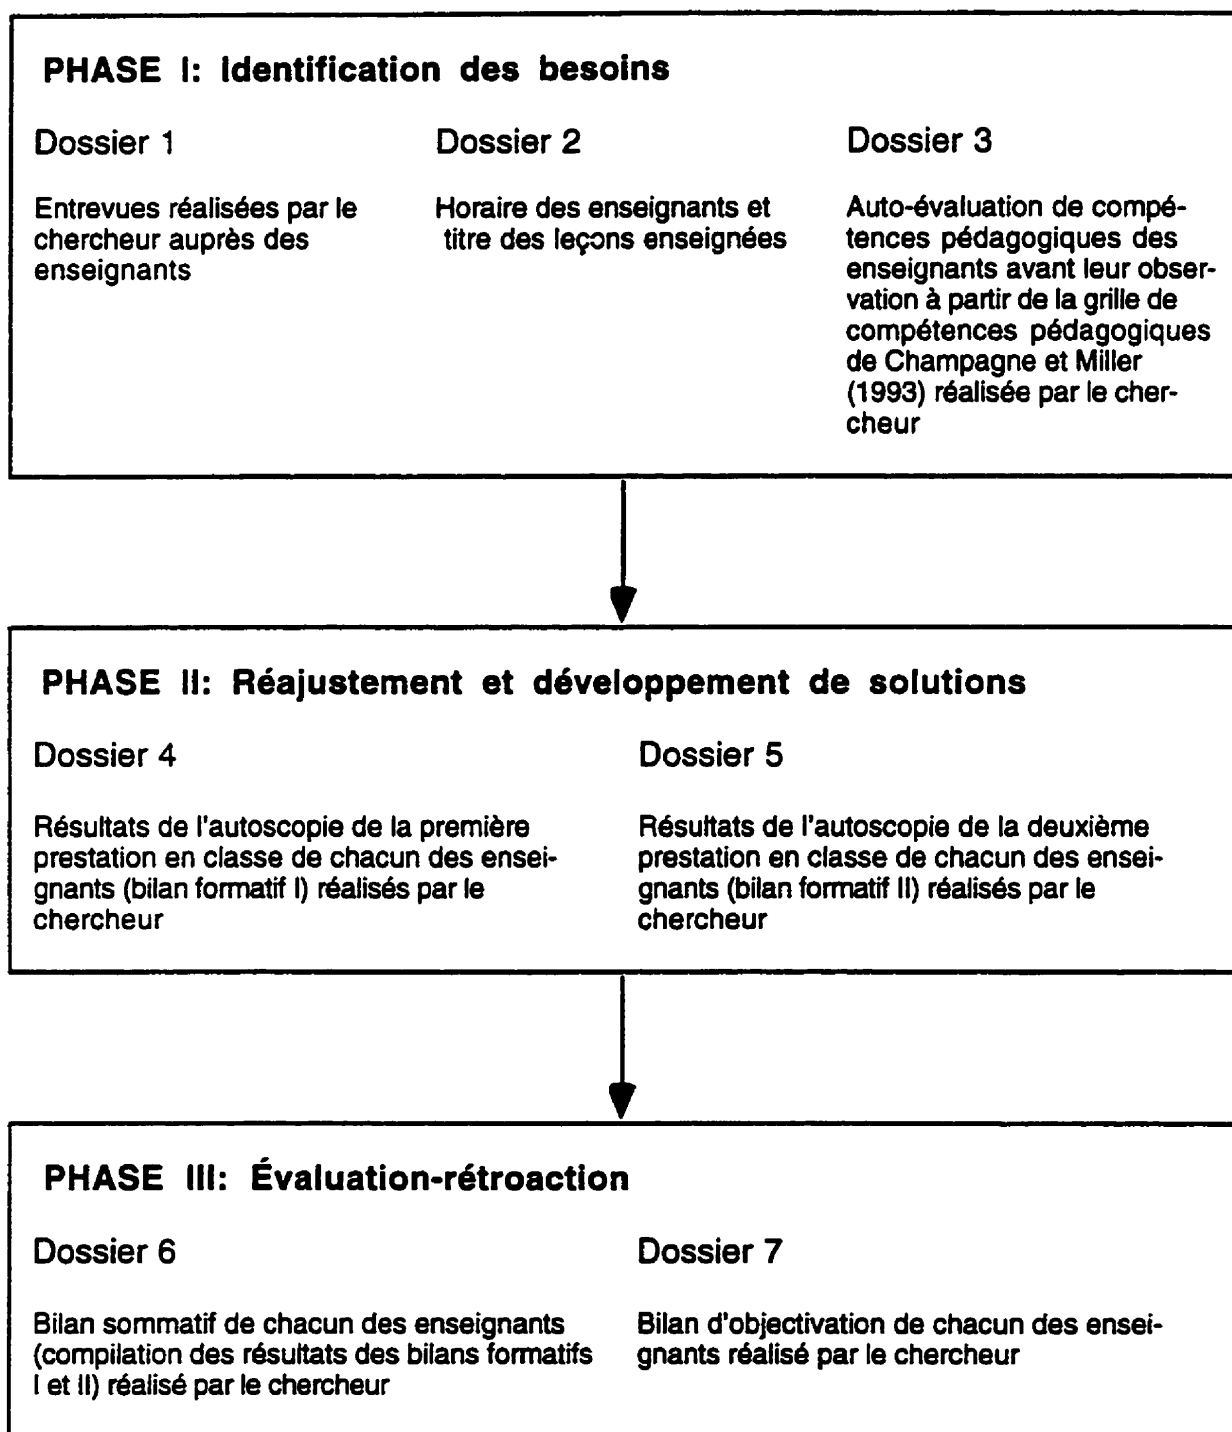 PHASE I: Identification des besoins
Dossier 1
Entrevues réalisées par le
chercheur auprès des
enseignants
Dossier 2
Horaire des enseignants et
titre des leçons enseignées
Dossier 3
Auto-évaluation de compé-
tences pédagogiques des
enseignants avant leur obser-
vation à partir de la grille de
compétences pédagogiques
de Champagne et Miller
(1993) réalisée par le cher-
cheur
PHASE II: Réajustement et développement de solutions
Dossier 4
Résultats de l'autoscopie de la première
prestation en classe de chacun des ensei-
gnants (bilan formatif I) réalisés par le
chercheur
Dossier 5
Résultats de l'autoscopie de la deuxième
prestation en classe de chacun des ensei-
gnants (bilan formatif II) réalisés par le
chercheur
PHASE III: Évaluation-rétroaction
Dossier 6
Bilan sommatif de chacun des enseignants
(compilation des résultats des bilans formatifs
I et II) réalisé par le chercheur
Dossier 7
Bilan d'objectivation de chacun des ensei-
gnants réalisé par le chercheur